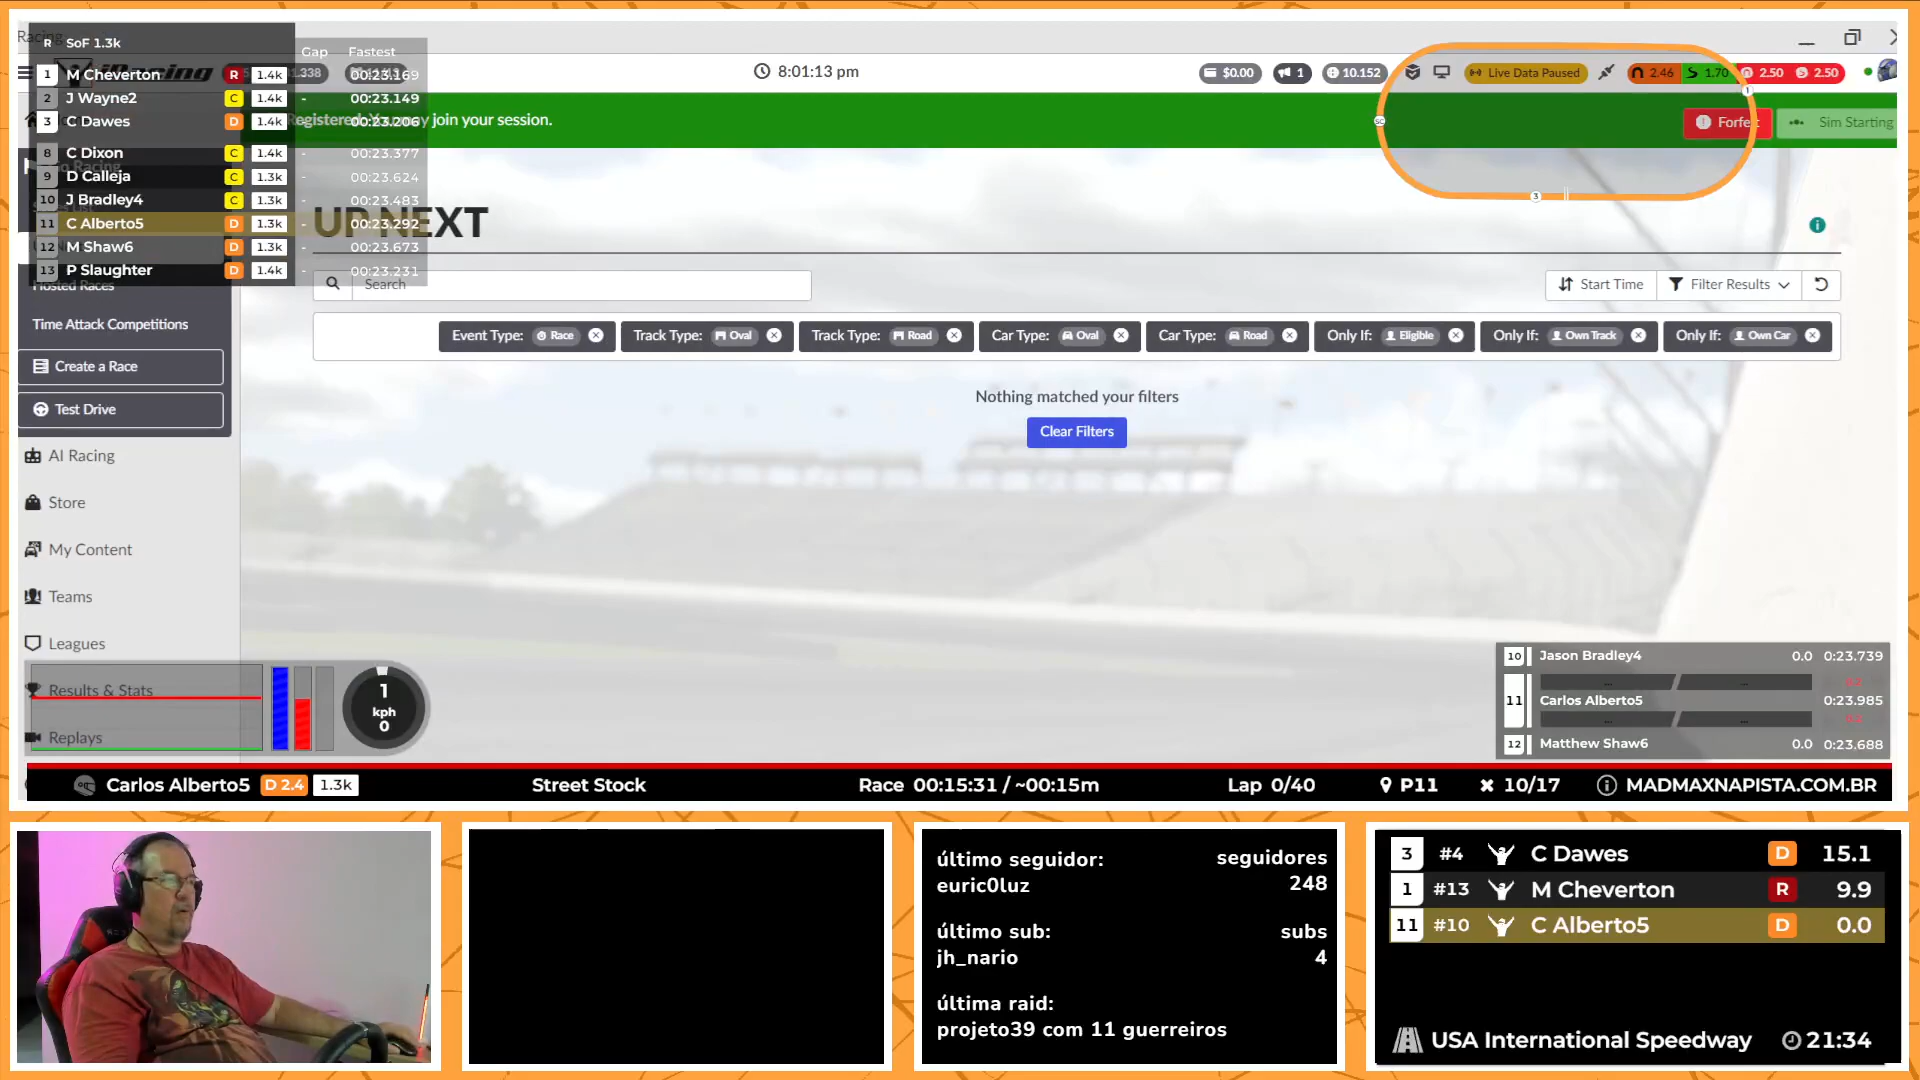 Racing
R SoF 1.3k
Gap Fastest
1 M Cheverton R 1.4k 00:23.169
2 J Wayne2 C 1.4k - 00:23.149
3 C Dawes D 1.4k - 00:23.206
8 C Dixon C 1.4k - 00:23.377
9 D Calleja C 1.3k - 00:23.624
10 J Bradley4 C 1.3k - 00:23.483
11 C Alberto5 D 1.3k - 00:23.292
12 M Shaw6 D 1.3k - 00:23.673
13 P Slaughter D 1.4k - 00:23.231
iRacing
8:01:13 pm
$0.00
1
10.152
Live Data Paused
2.46
1.70
2.50
2.50
join your session.
Forfeit
Sim Starting
SC
1
3
UP NEXT
Search
Start Time
Filter Results
Event Type: Race
Track Type: Oval
Track Type: Road
Car Type: Oval
Car Type: Road
Only If: Eligible
Only If: Own Track
Only If: Own Car
Nothing matched your filters
Clear Filters
Hosted Races
Time Attack Competitions
Create a Race
Test Drive
AI Racing
Store
My Content
Teams
Leagues
Results & Stats
Replays
1
kph
0
10 Jason Bradley4 0.0 0:23.739
11 Carlos Alberto5 0:23.985
12 Matthew Shaw6 0.0 0:23.688
Carlos Alberto5 D 2.4 1.3k Street Stock Race 00:15:31 / ~00:15m Lap 0/40 P11 10/17 MADMAXNAPISTA.COM.BR
último seguidor:
euric0luz
seguidores
248
último sub:
jh_nario
subs
4
última raid:
projeto39 com 11 guerreiros
3 #4 C Dawes D 15.1
1 #13 M Cheverton R 9.9
11 #10 C Alberto5 D 0.0
USA International Speedway 21:34